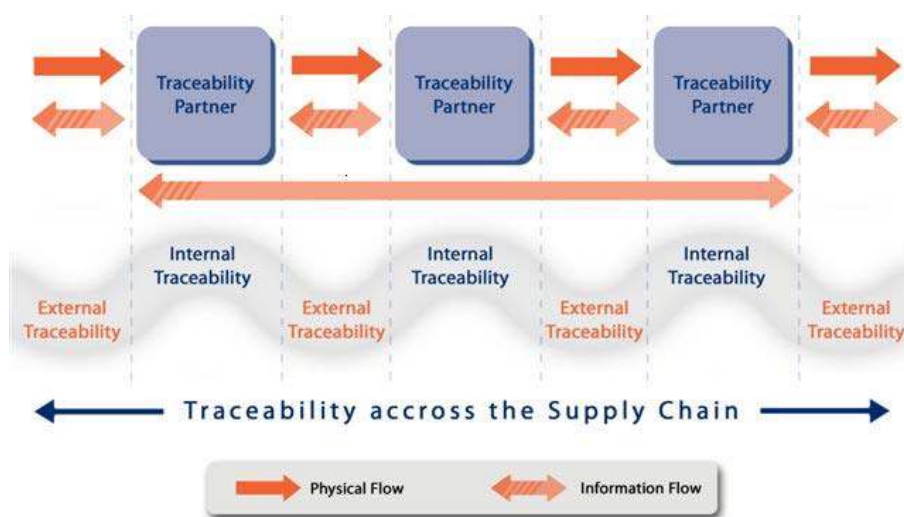 Traceability
Partner
Traceability
Partner
Traceability
Partner
Internal
Traceability
Internal
Traceability
Internal
Traceability
External
Traceability
External
Traceability
External
Traceability
External
Traceability
Traceability accross the Supply Chain
Physical Flow
Information Flow